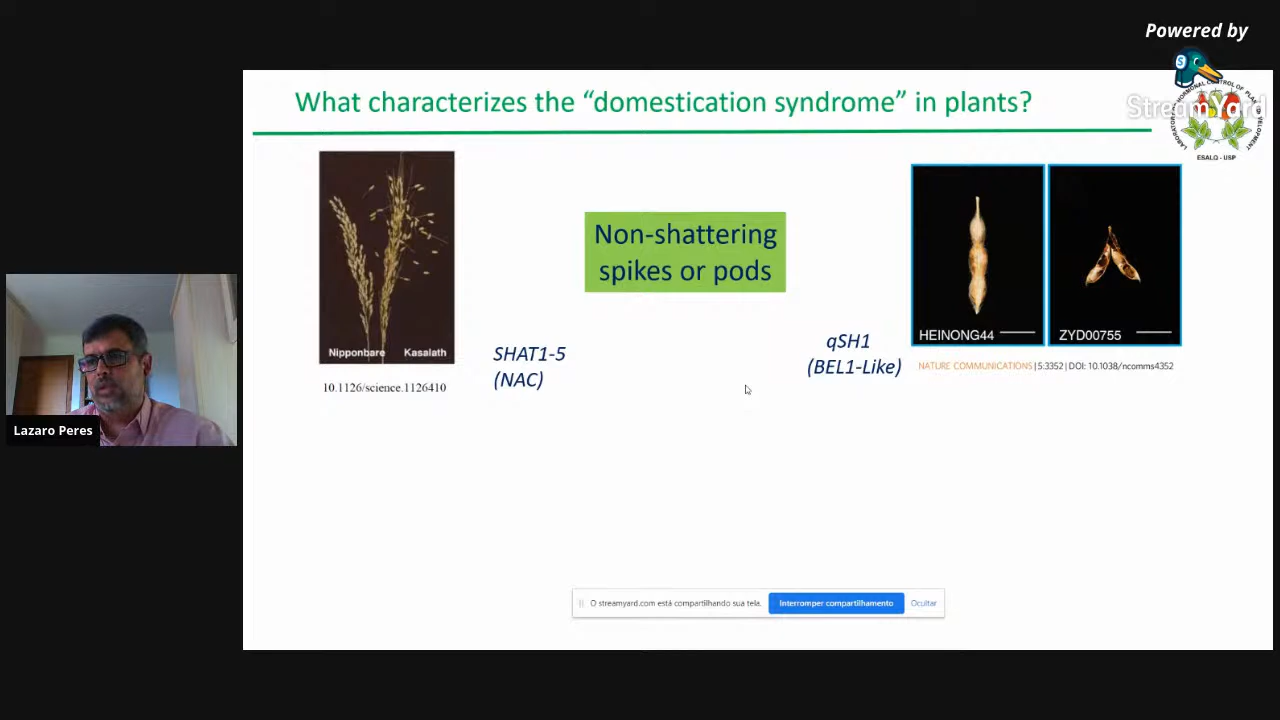 Powered by
StreamYard
What characterizes the “domestication syndrome” in plants?
ESALQ - USP
Nipponbare Kasalath
10.1126/science.1126410
SHAT1-5
(NAC)
Non-shattering
spikes or pods
qSH1
(BEL1-Like)
HEINONG44
ZYD00755
NATURE COMMUNICATIONS | 5:3352 | DOI: 10.1038/ncomms4352
Lazaro Peres
O streamyard.com está compartilhando sua tela.
Interromper compartilhamento
Ocultar